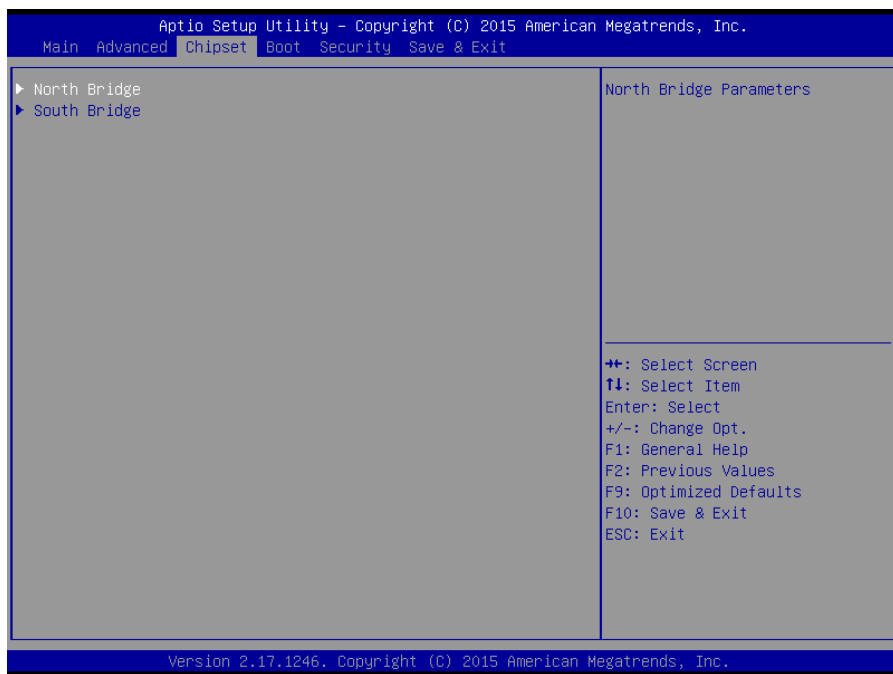 Aptio Setup Utility – Copyright (C) 2015 American Megatrends, Inc.
Main Advanced Chipset Boot Security Save & Exit
▶ North Bridge
▶ South Bridge
North Bridge Parameters
→←: Select Screen
↑↓: Select Item
Enter: Select
+/-: Change Opt.
F1: General Help
F2: Previous Values
F9: Optimized Defaults
F10: Save & Exit
ESC: Exit
Version 2.17.1246. Copyright (C) 2015 American Megatrends, Inc.